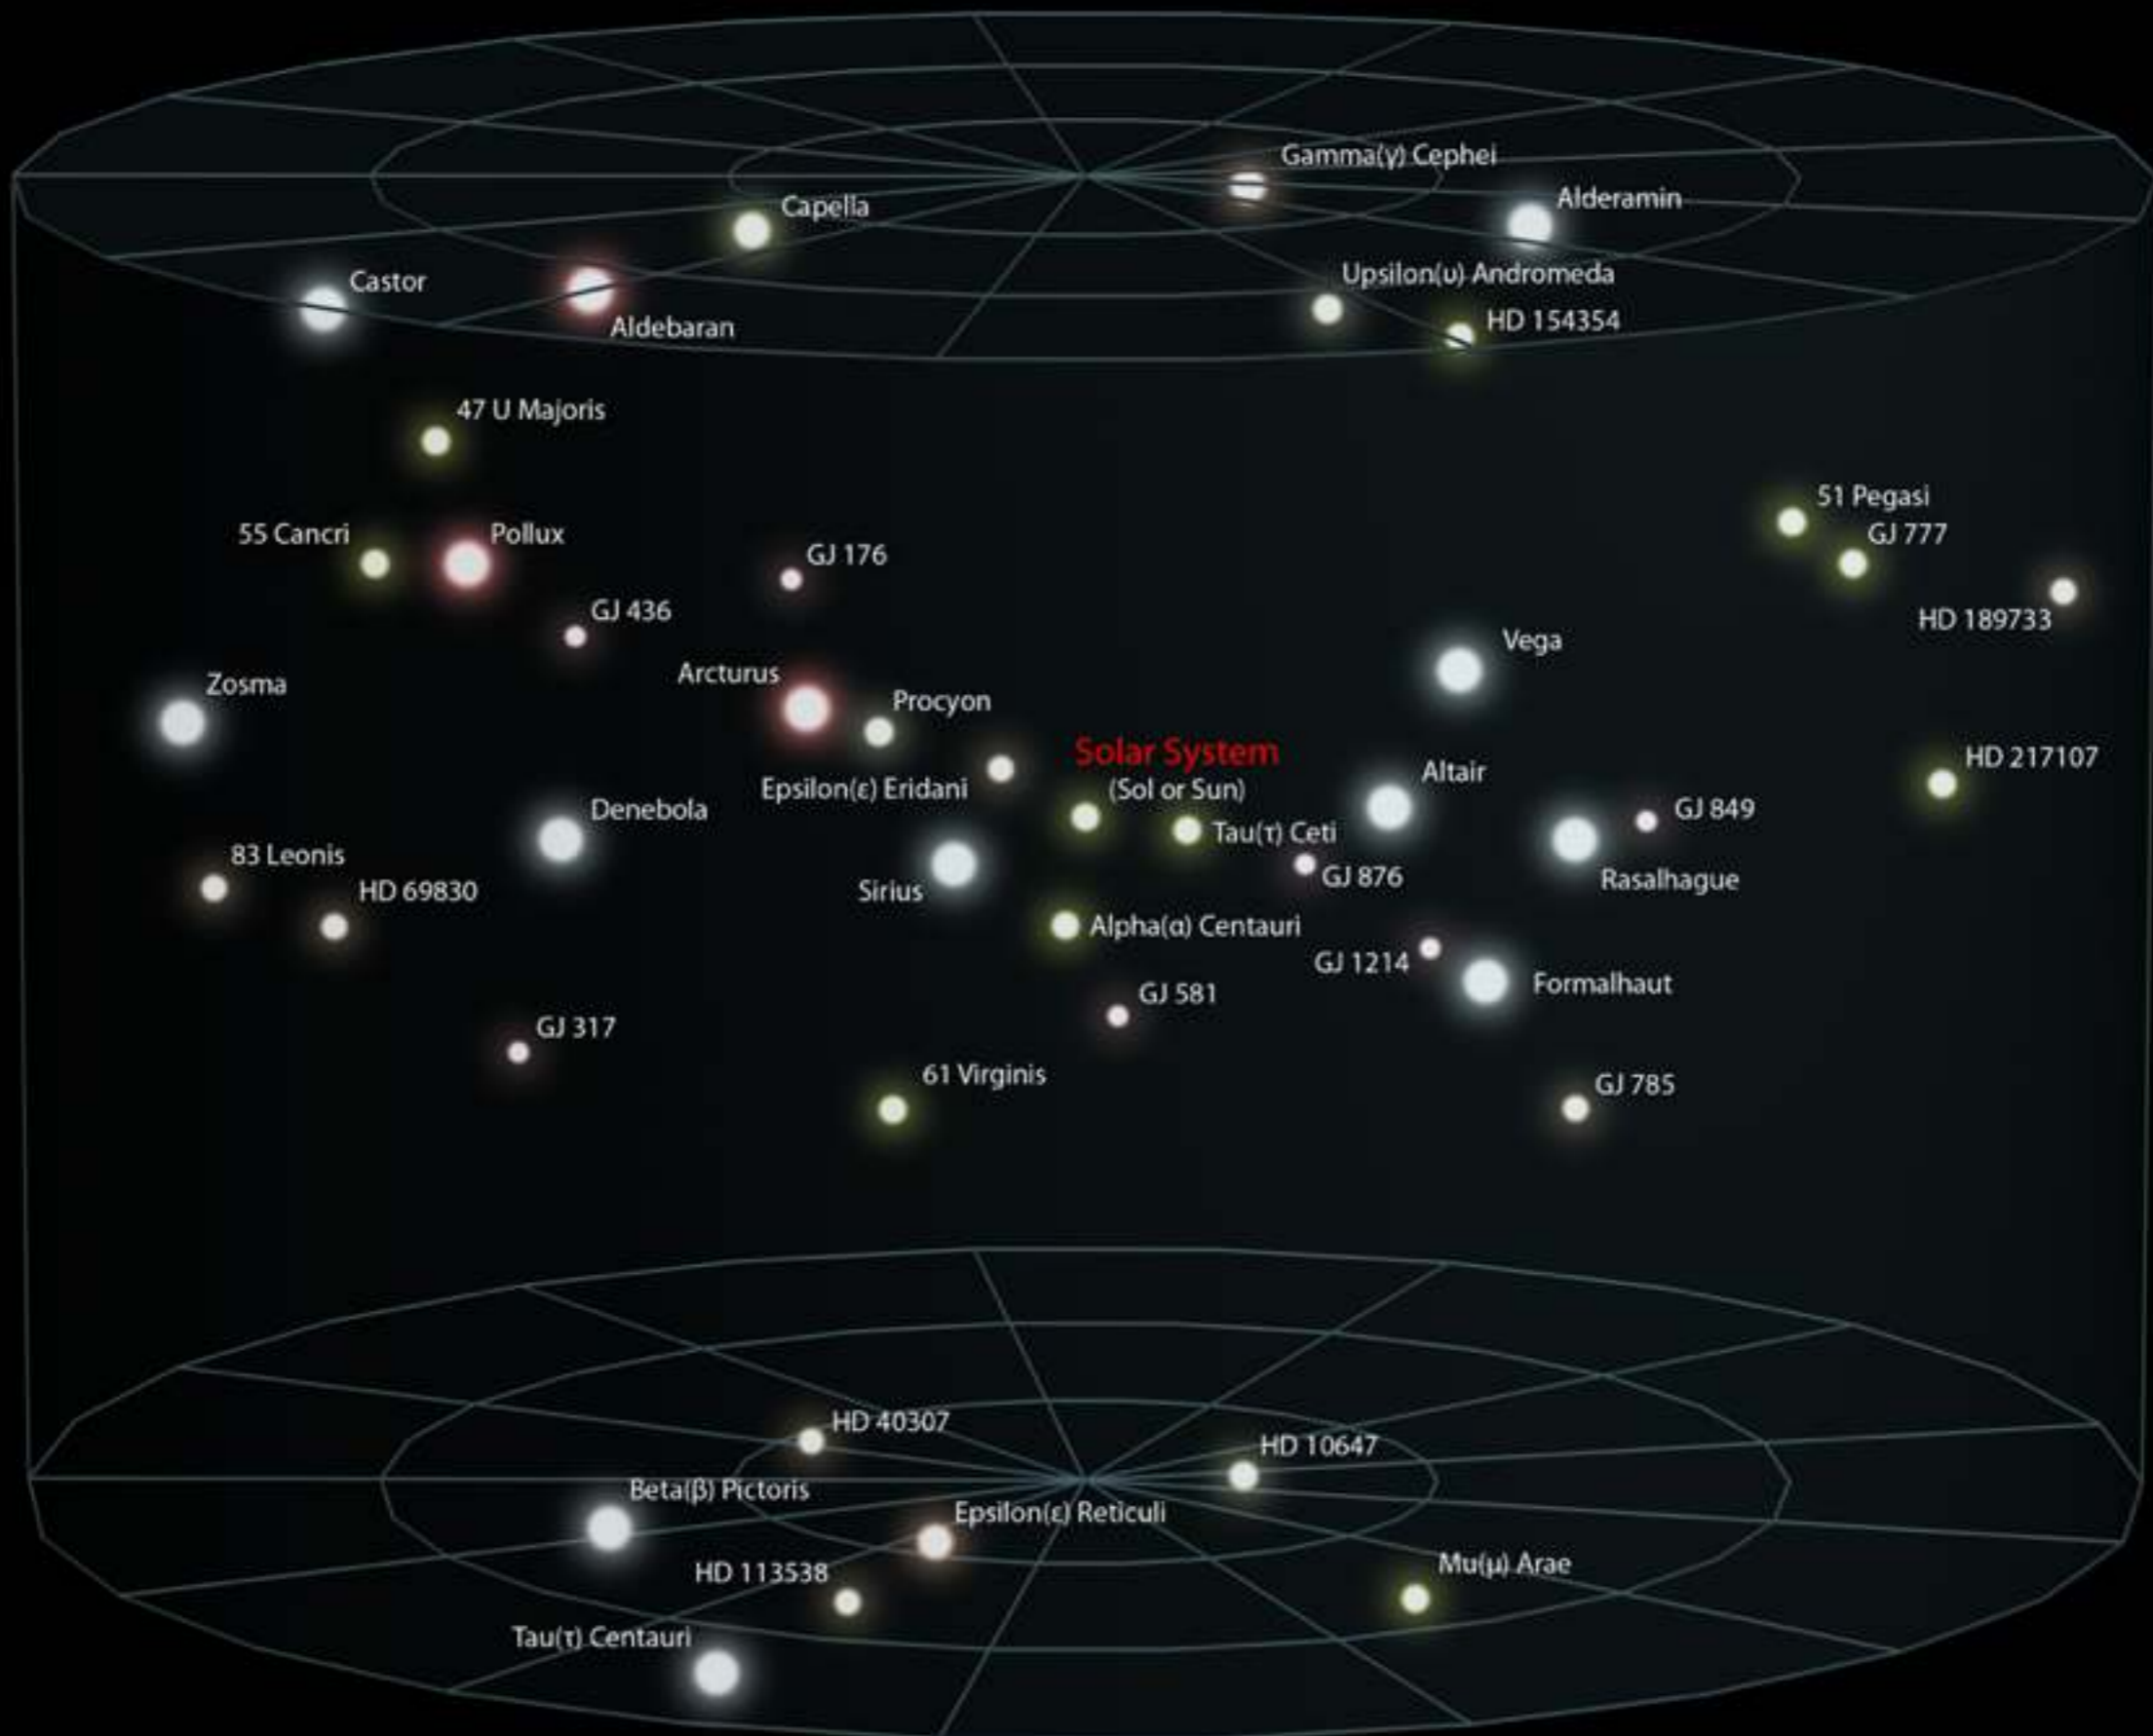 Gamma(γ) Cephei
Alderamin
Capella
Castor
Upsilon(υ) Andromeda
Aldebaran
HD 154354
47 U Majoris
51 Pegasi
55 Cancri
Pollux
GJ 777
GJ 176
GJ 436
HD 189733
Vega
Arcturus
Zosma
Procyon
Solar System
(Sol or Sun)
HD 217107
Altair
Epsilon(ε) Eridani
Denebola
GJ 849
Tau(τ) Ceti
83 Leonis
GJ 876
Rasalhague
HD 69830
Sirius
Alpha(α) Centauri
GJ 1214
Formalhaut
GJ 581
GJ 317
61 Virginis
GJ 785
HD 40307
HD 10647
Beta(β) Pictoris
Epsilon(ε) Reticuli
Mu(μ) Arae
HD 113538
Tau(τ) Centauri